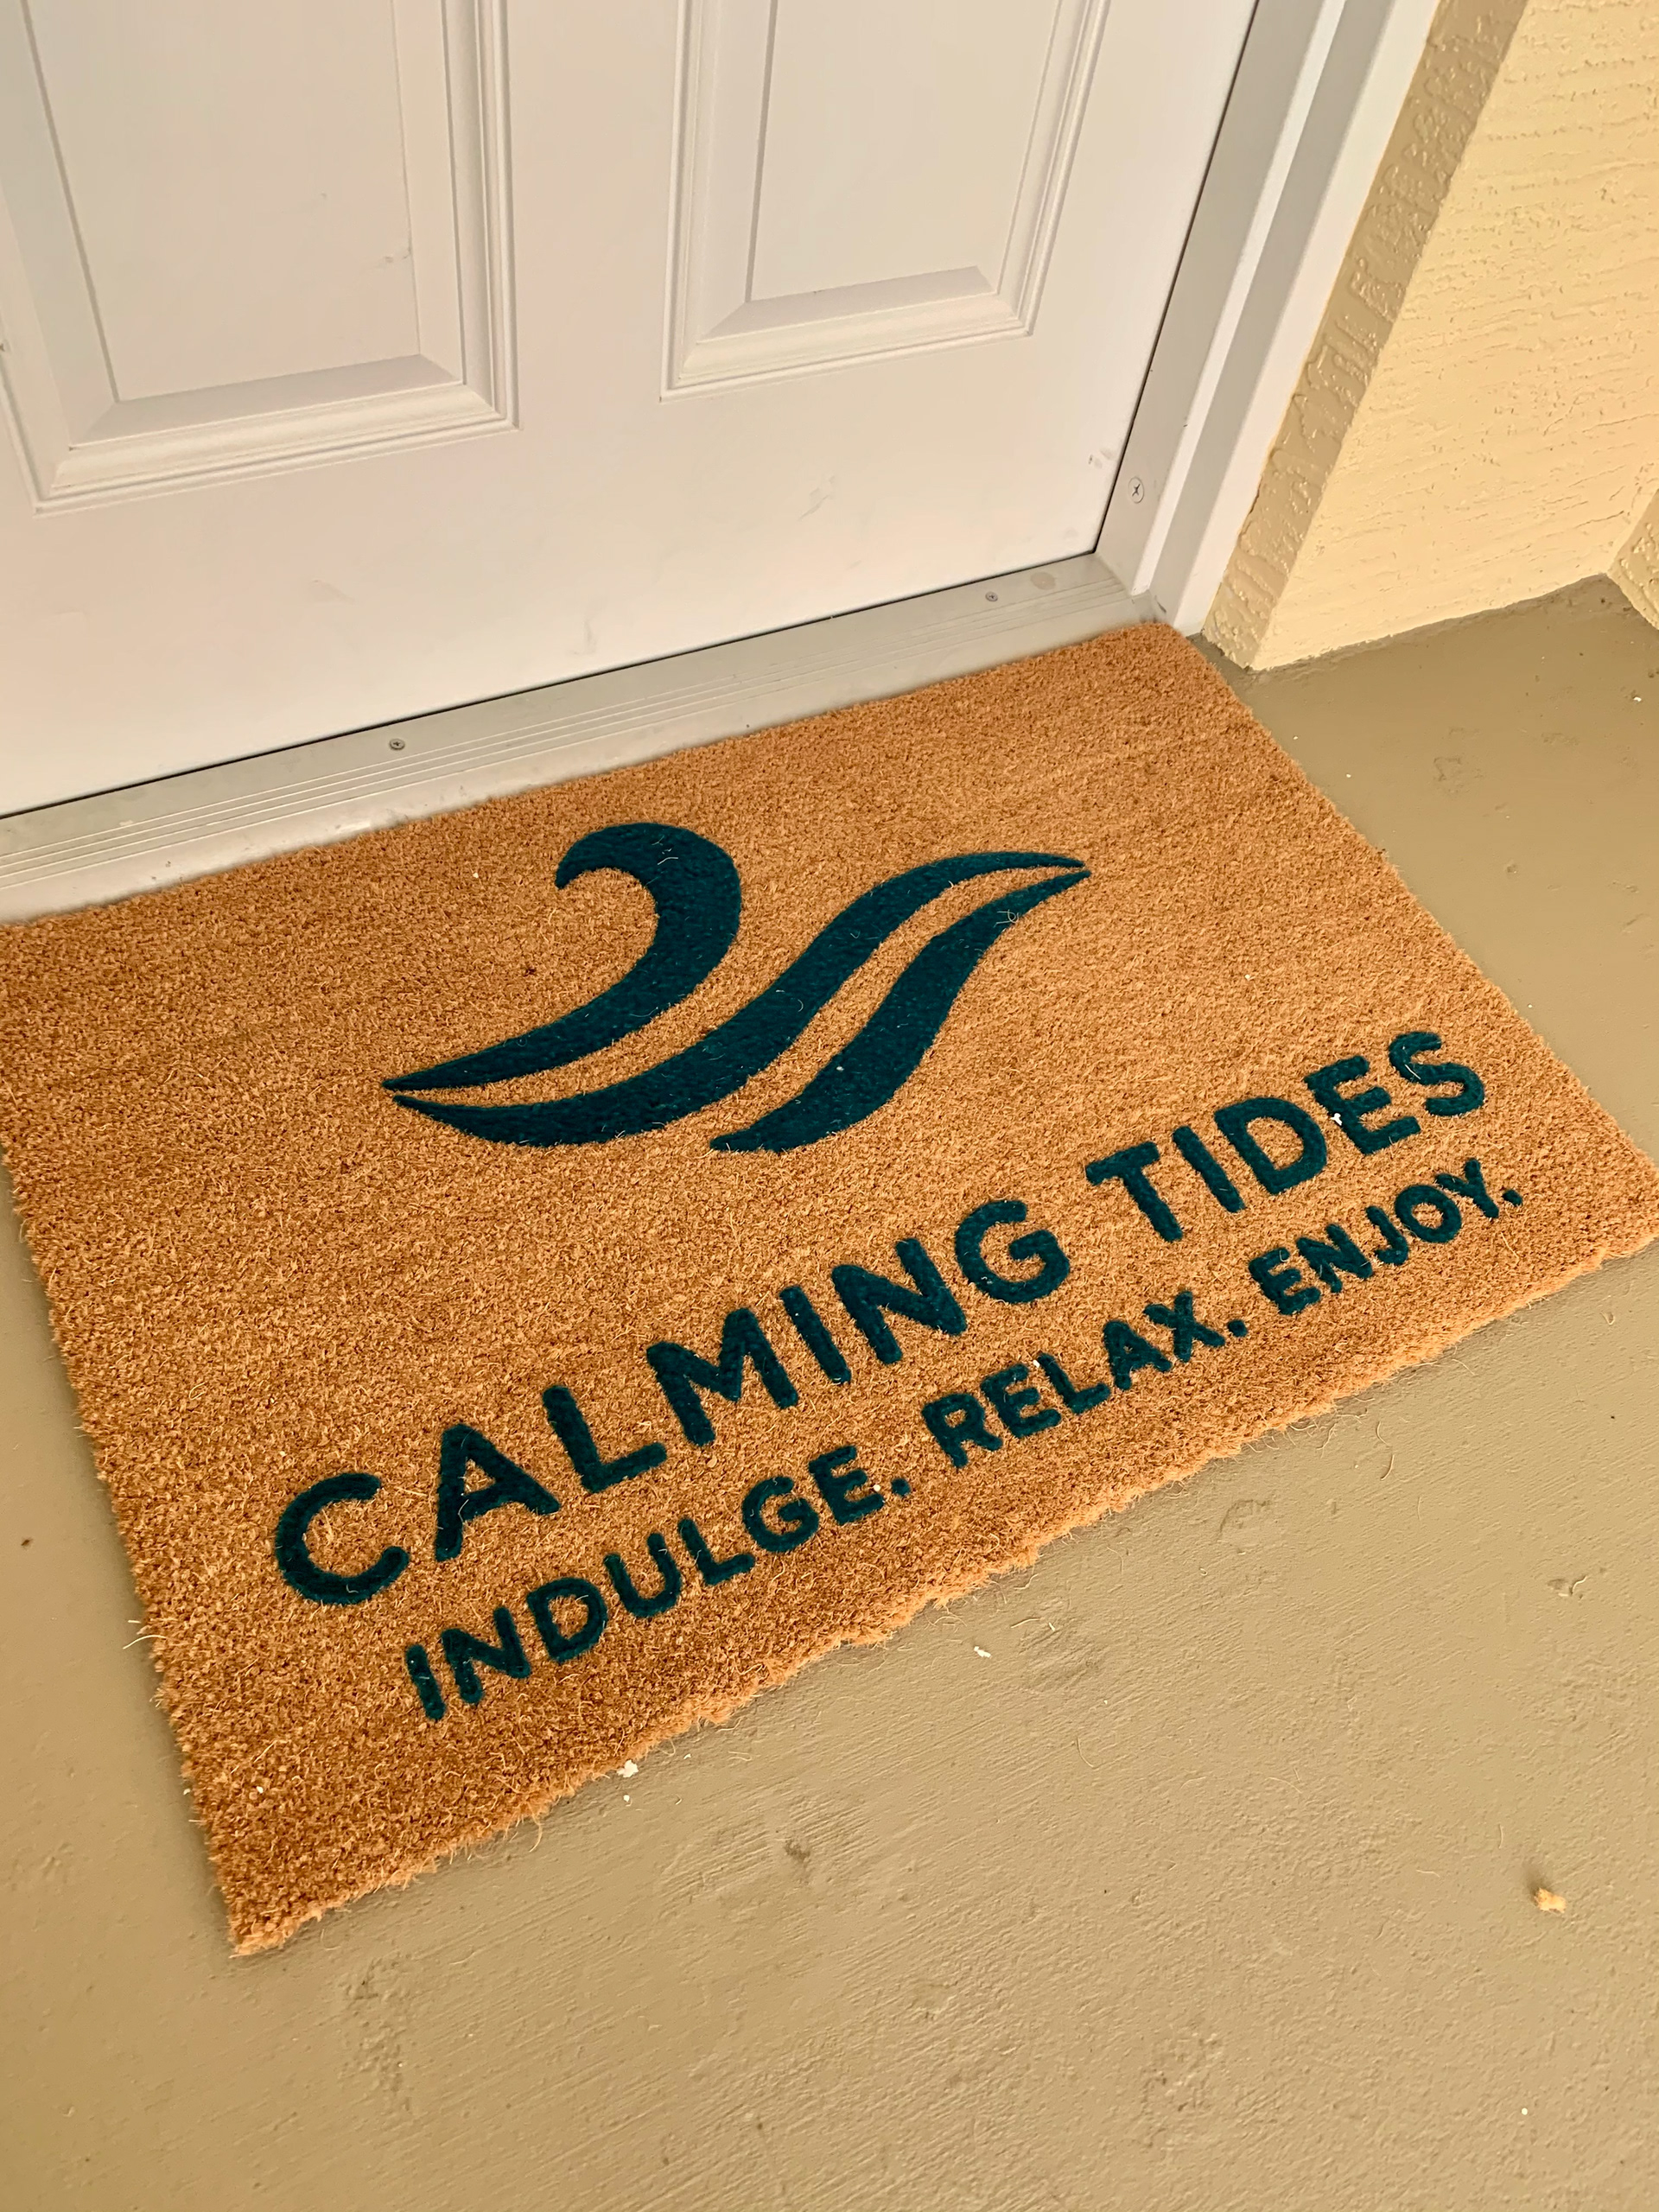 CALMING TIDES
INDULGE. RELAX. ENJOY.